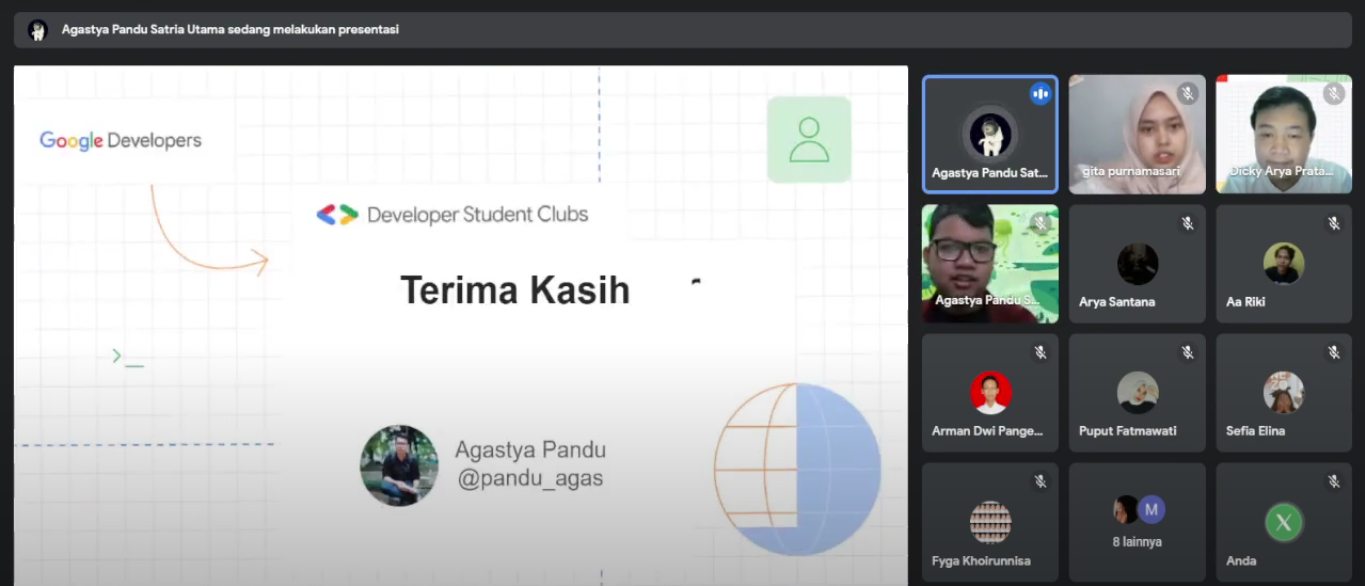 Agastya Pandu Satria Utama sedang melakukan presentasi
Google Developers
Developer Student Clubs
Terima Kasih
>_
Agastya Pandu
@pandu_agas
Agastya Pandu Sat...
gita purnamasari
Dicky Arya Prata...
Agastya Pandu S...
Arya Santana
Aa Riki
Arman Dwi Pange...
Puput Fatmawati
Sefia Elina
Fyga Khoirunnisa
M
8 lainnya
X
Anda